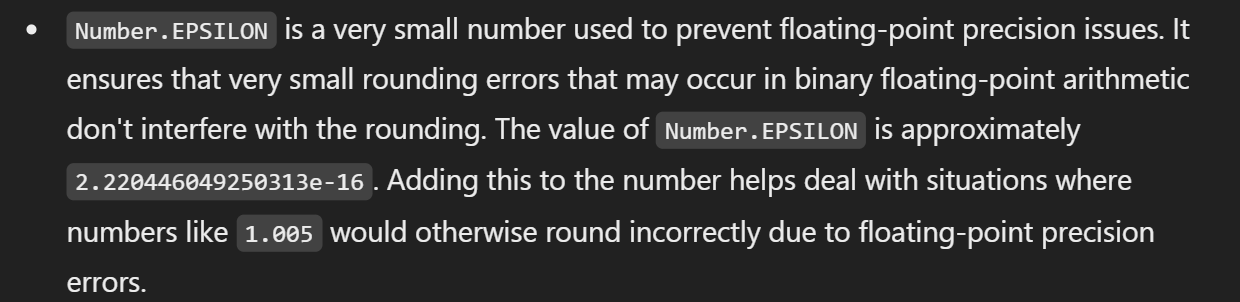 • Number.EPSILON is a very small number used to prevent floating-point precision issues. It
ensures that very small rounding errors that may occur in binary floating-point arithmetic
don't interfere with the rounding. The value of Number.EPSILON is approximately
2.220446049250313e-16. Adding this to the number helps deal with situations where
numbers like 1.005 would otherwise round incorrectly due to floating-point precision
errors.